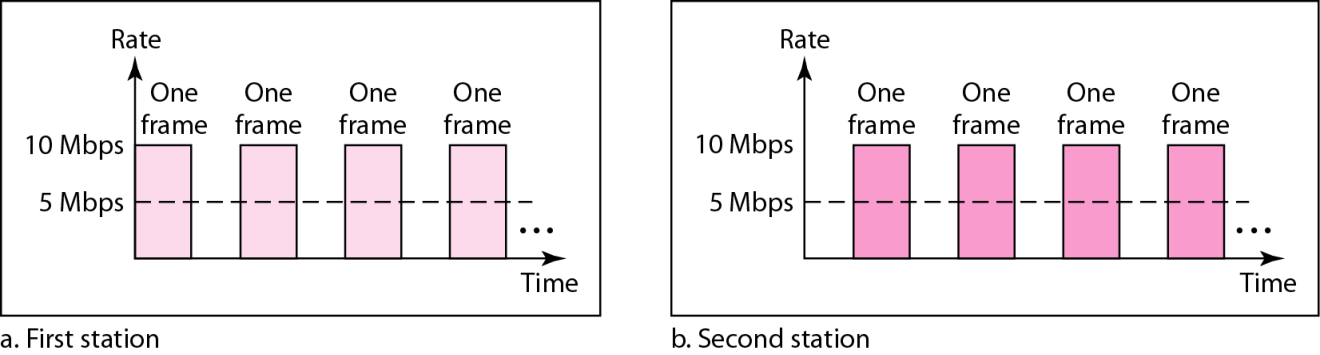 Rate
One One One One
frame frame frame frame
10 Mbps
5 Mbps
...
Time
a. First station
Rate
One One One One
frame frame frame frame
10 Mbps
5 Mbps
...
Time
b. Second station